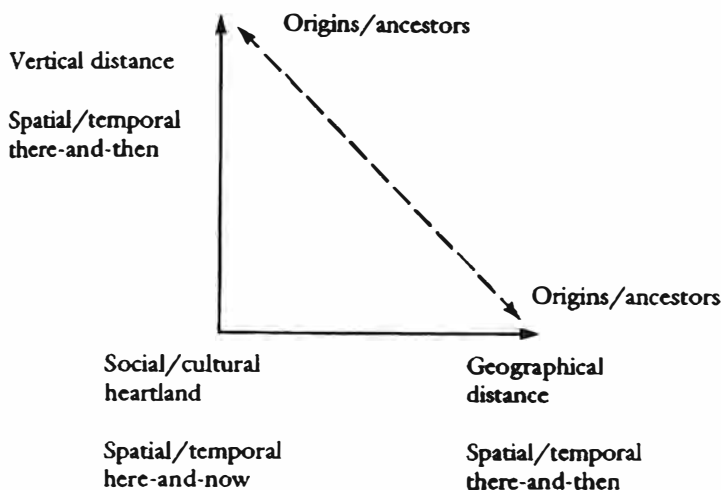 Origins/ancestors
Vertical distance
Spatial/temporal
there-and-then
Origins/ancestors
Social/cultural
heartland
Geographical
distance
Spatial/temporal
here-and-now
Spatial/temporal
there-and-then